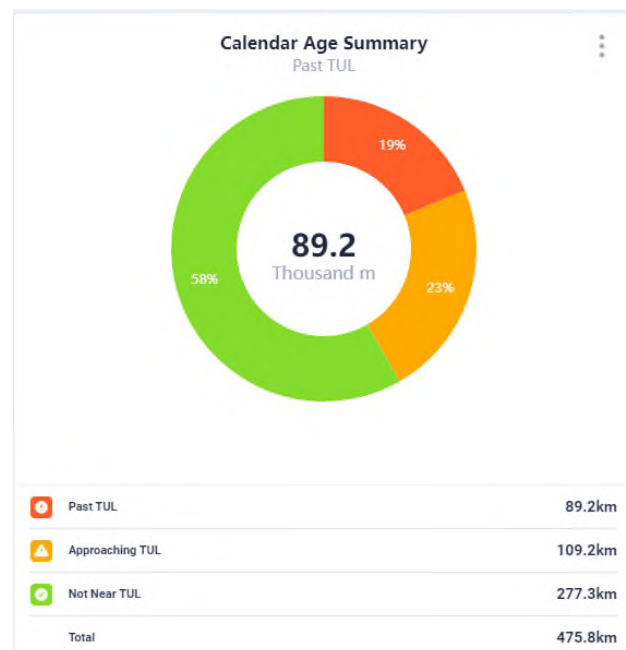 Calendar Age Summary
Past TUL
19%
89.2
Thousand m
58%
23%
Past TUL 89.2km
Approaching TUL 109.2km
Not Near TUL 277.3km
Total 475.8km